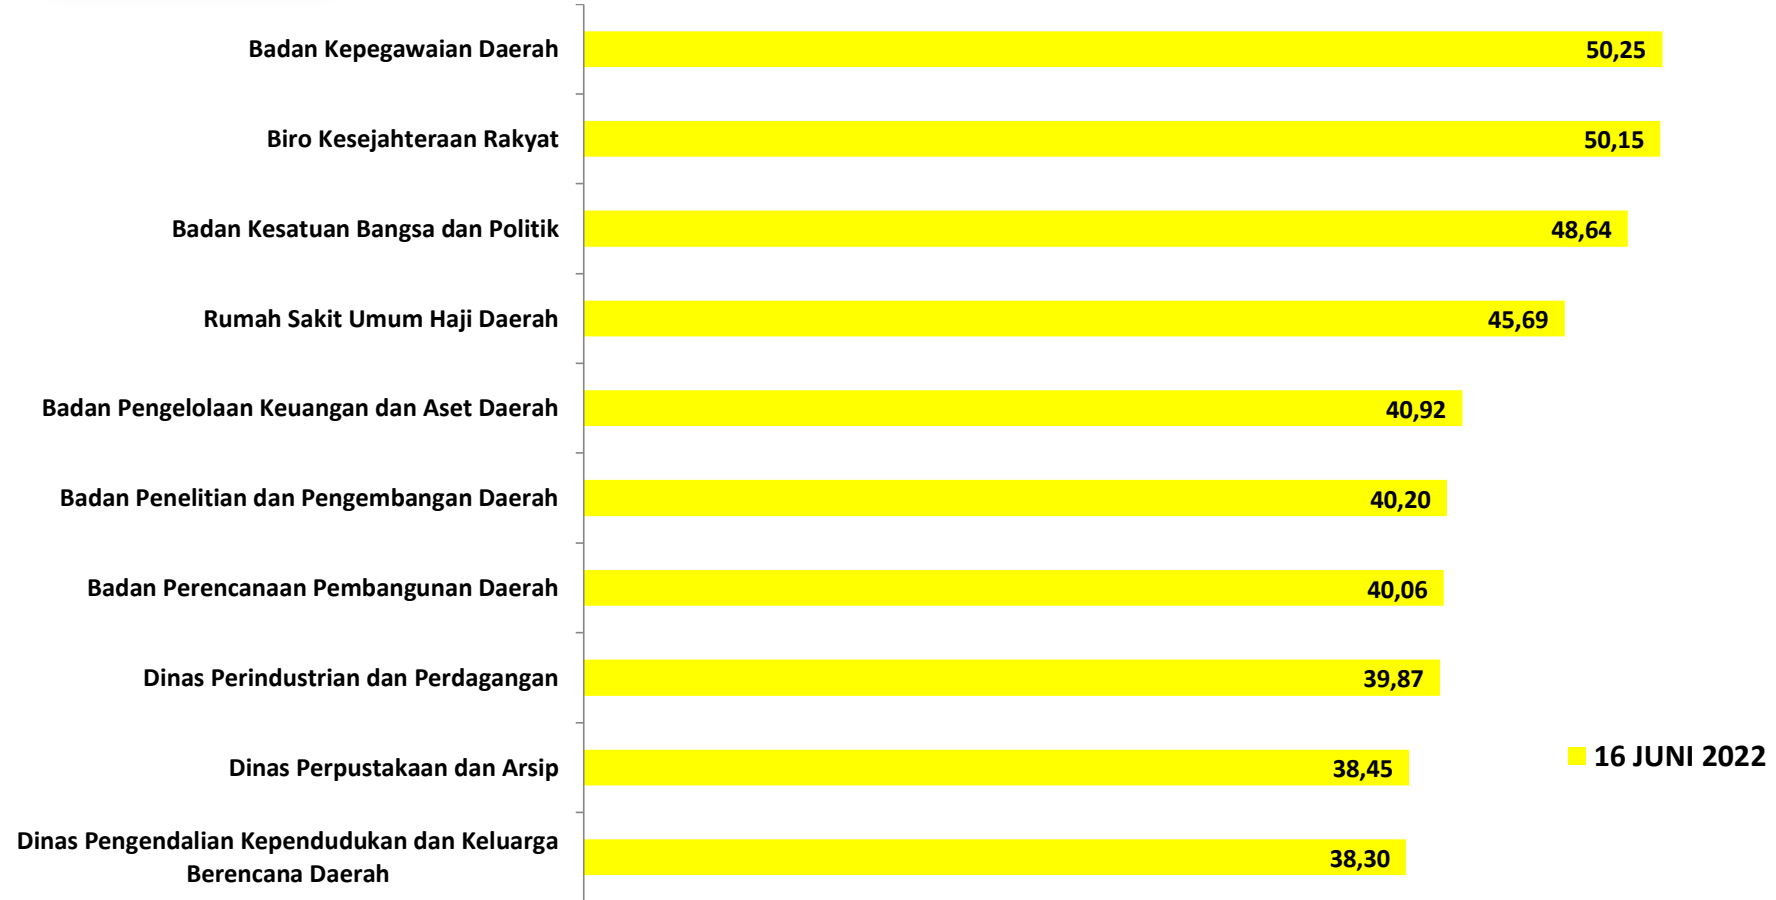 Badan Kepegawaian Daerah 50,25
Biro Kesejahteraan Rakyat 50,15
Badan Kesatuan Bangsa dan Politik 48,64
Rumah Sakit Umum Haji Daerah 45,69
Badan Pengelolaan Keuangan dan Aset Daerah 40,92
Badan Penelitian dan Pengembangan Daerah 40,20
Badan Perencanaan Pembangunan Daerah 40,06
Dinas Perindustrian dan Perdagangan 39,87
16 JUNI 2022
Dinas Perpustakaan dan Arsip 38,45
Dinas Pengendalian Kependudukan dan Keluarga
Berencana Daerah 38,30